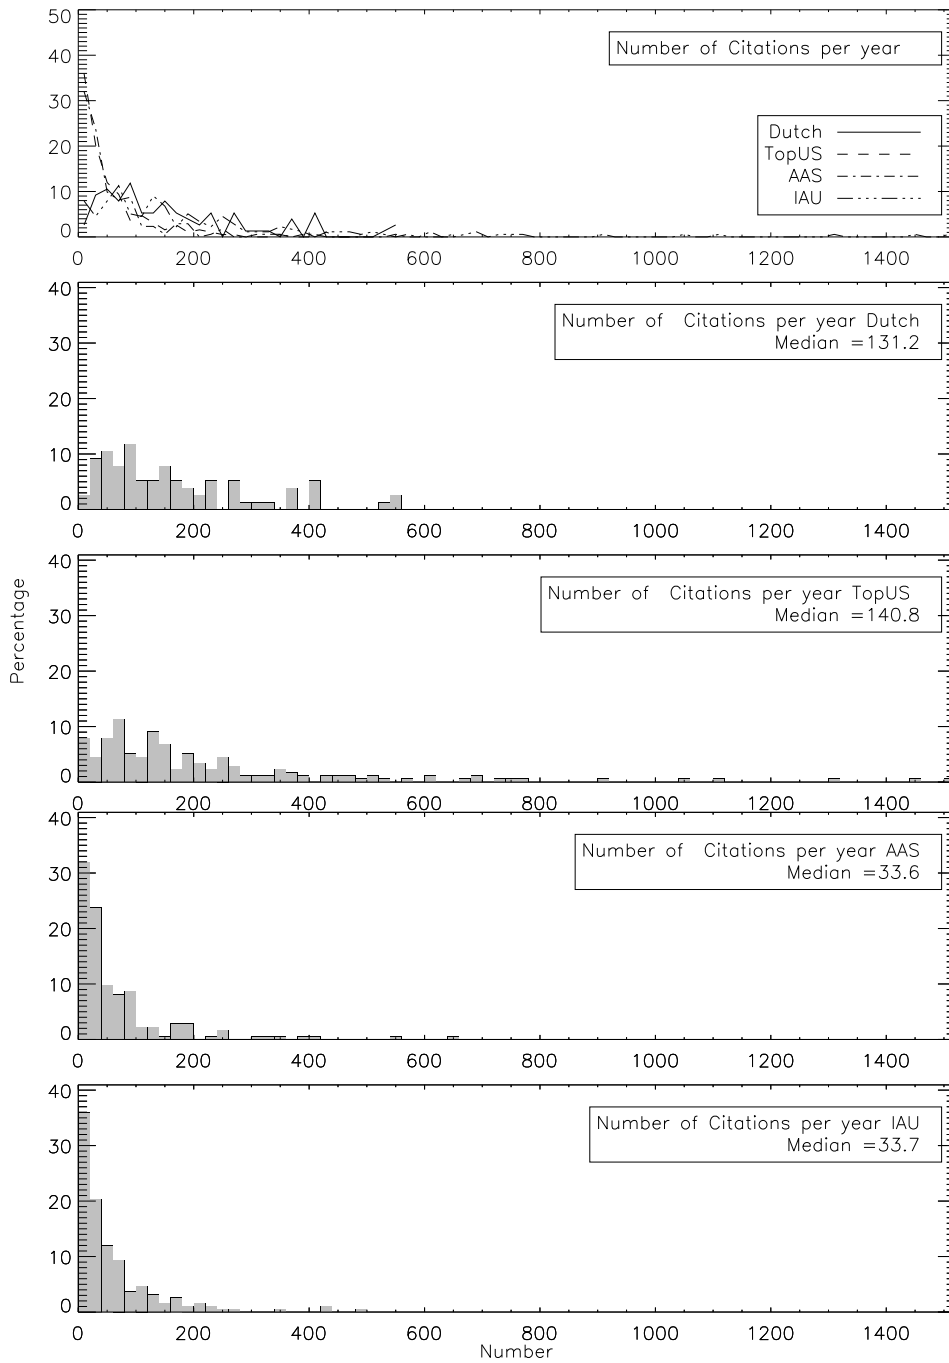 50
40
30
20
10
0
Number of Citations per year
Dutch
TopUS
AAS
IAU
0 200 400 600 800 1000 1200 1400
40
30
20
10
0
Number of Citations per year Dutch
Median =131.2
0 200 400 600 800 1000 1200 1400
Percentage
40
30
20
10
0
Number of Citations per year TopUS
Median =140.8
0 200 400 600 800 1000 1200 1400
40
30
20
10
0
Number of Citations per year AAS
Median =33.6
0 200 400 600 800 1000 1200 1400
40
30
20
10
0
Number of Citations per year IAU
Median =33.7
0 200 400 600 800 1000 1200 1400
Number